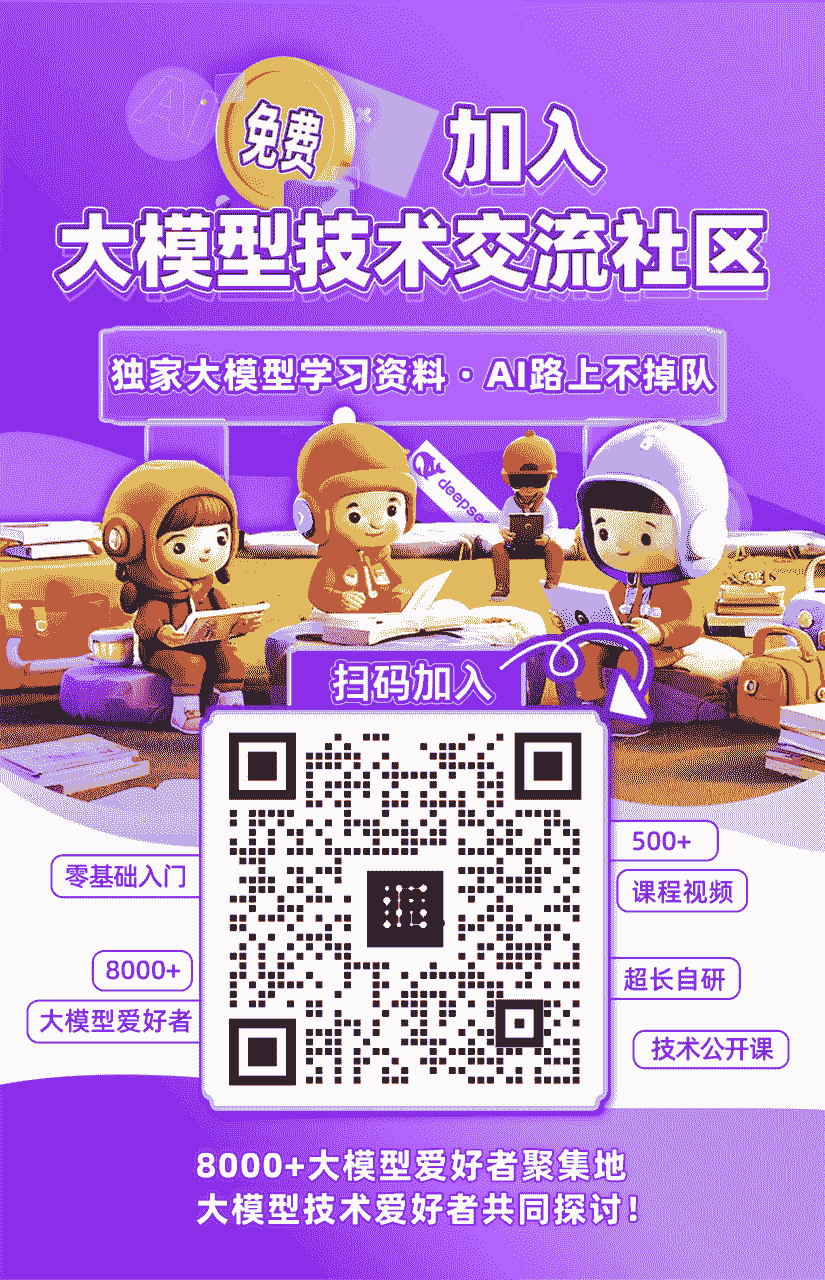 AI
免费
加入
大模型技术交流社区
独家大模型学习资料·AI路上不掉队
deepsee
扫码加入
零基础入门
500+
课程视频
8000+
大模型爱好者
超长自研
技术公开课
8000+大模型爱好者聚集地
大模型技术爱好者共同探讨!